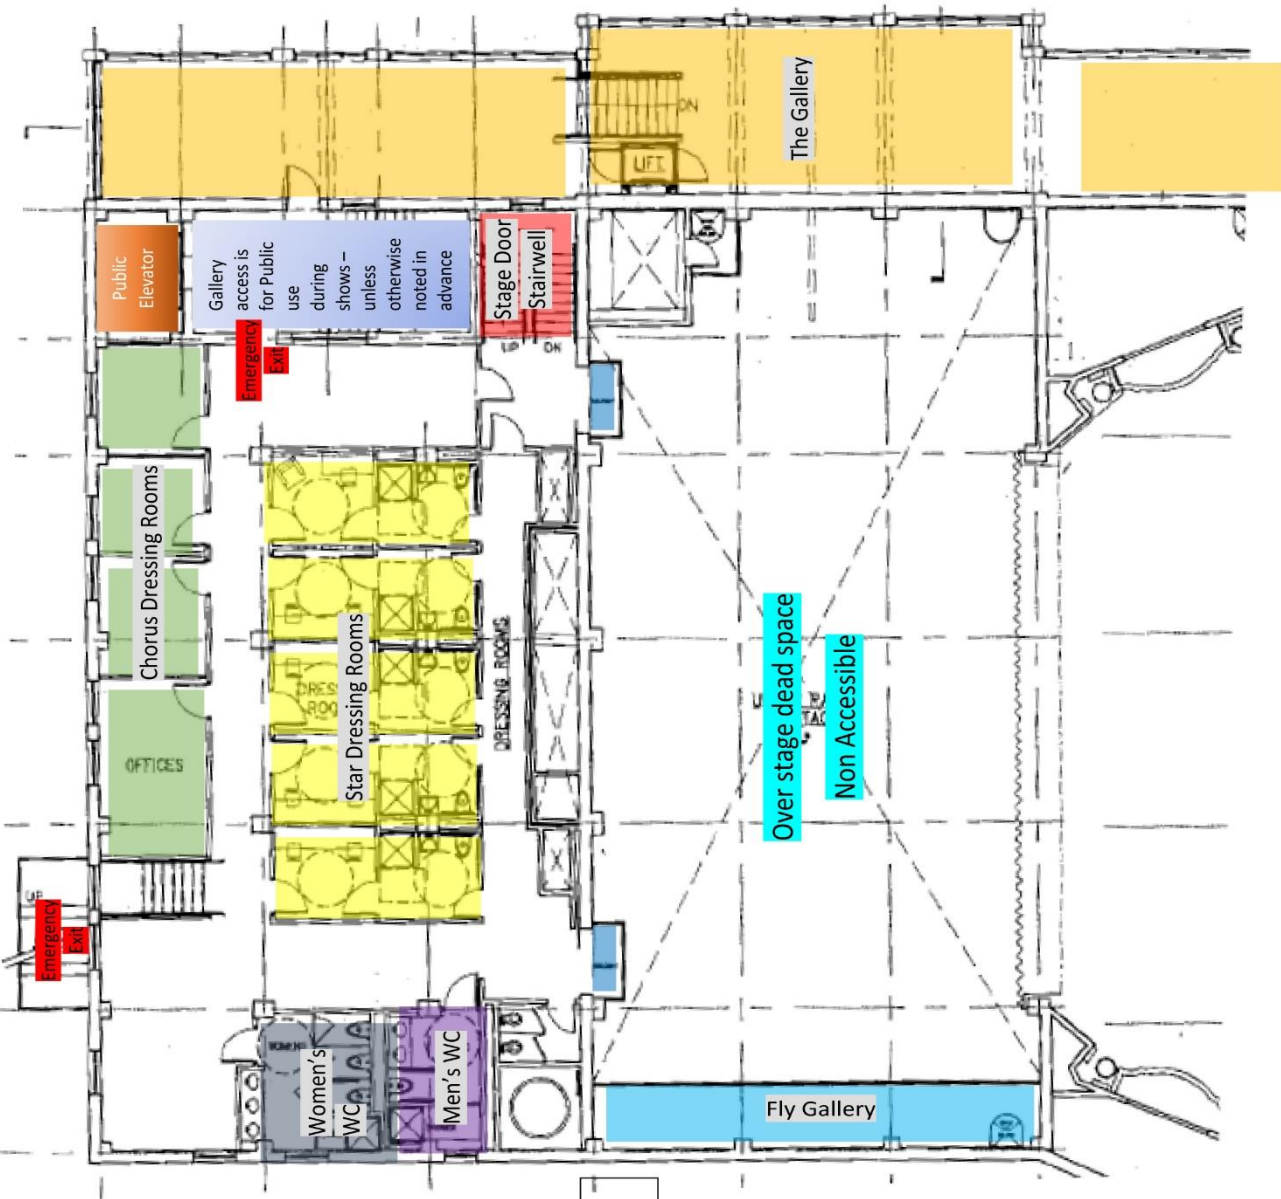 The Gallery
DN
LIFT
Public
Elevator
Gallery
access is
for Public
use
during
shows –
unless
otherwise
noted in
advance
Stage Door
Stairwell
UP
DN
Emergency
Exit
Chorus Dressing Rooms
OFFICES
Star Dressing Rooms
DRESSING ROOMS
Over stage dead space
Non Accessible
UP
Emergency
Exit
WOMENS
Women's
WC
Men's WC
Fly Gallery